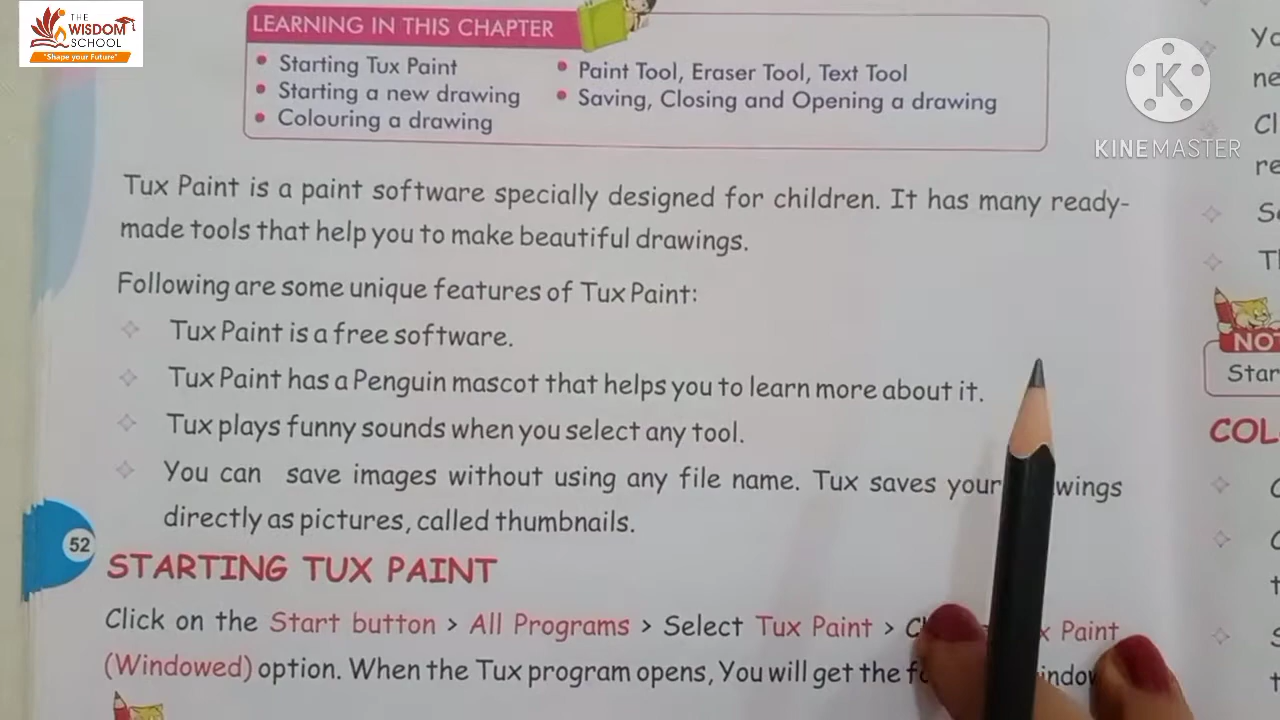 THE
WISDOM
SCHOOL
"Shape your Future"
LEARNING IN THIS CHAPTER
Starting Tux Paint
Starting a new drawing
Colouring a drawing
Paint Tool, Eraser Tool, Text Tool
Saving, Closing and Opening a drawing
K
KINEMASTER
Tux Paint is a paint software specially designed for children. It has many ready-
made tools that help you to make beautiful drawings.
Following are some unique features of Tux Paint:
Tux Paint is a free software.
Tux Paint has a Penguin mascot that helps you to learn more about it.
Tux plays funny sounds when you select any tool.
You can save images without using any file name. Tux saves your
directly as pictures, called thumbnails.
52
STARTING TUX PAINT
Click on the Start button > All Programs > Select Tux Paint > Paint
(Windowed) option. When the Tux program opens, You will get the